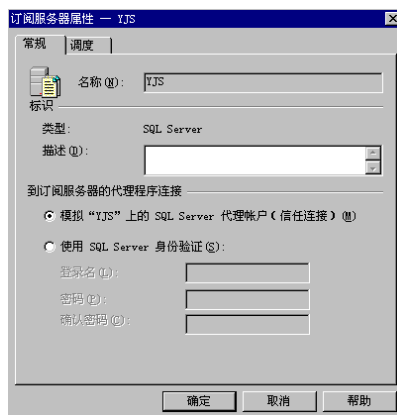 订阅服务器属性 — YJS
常规 调度
名称(N): YJS
标识
类型: SQL Server
描述(D):
到订阅服务器的代理程序连接
模拟“YJS”上的 SQL Server 代理帐户(信任连接)(M)
使用 SQL Server 身份验证(S):
登录名(L):
密码(P):
确认密码(C):
确定 取消 帮助